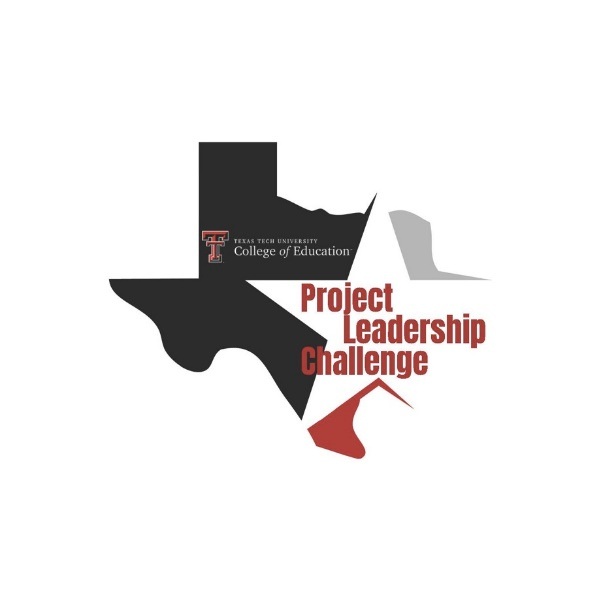 TEXAS TECH UNIVERSITY
College of Education
Project
Leadership
Challenge